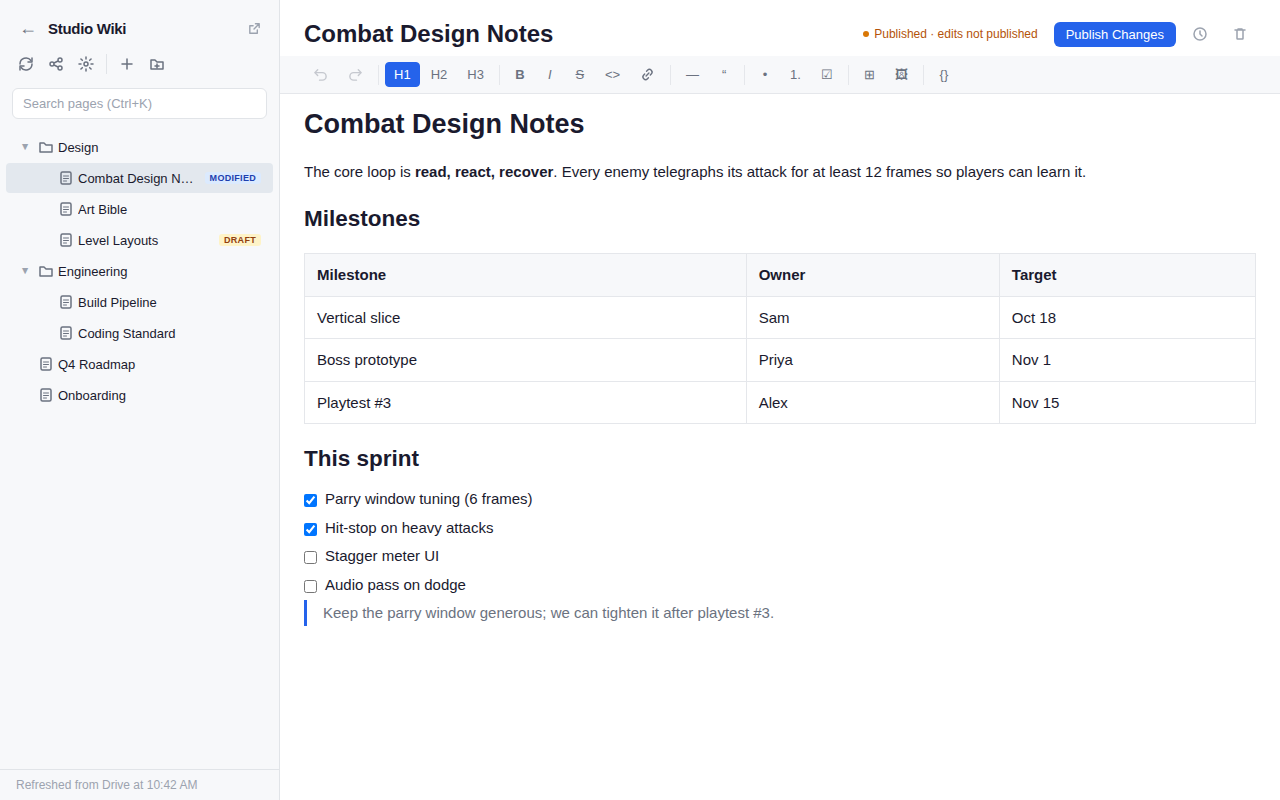 ← Studio Wiki
Search pages (Ctrl+K)
Design
Combat Design N… MODIFIED
Art Bible
Level Layouts DRAFT
Engineering
Build Pipeline
Coding Standard
Q4 Roadmap
Onboarding
Refreshed from Drive at 10:42 AM
Combat Design Notes
Published · edits not published
Publish Changes
H1 H2 H3 B I S <> — “ • 1. ☑ ⊞ {}
Combat Design Notes
The core loop is read, react, recover. Every enemy telegraphs its attack for at least 12 frames so players can learn it.
Milestones
Milestone Owner Target
Vertical slice Sam Oct 18
Boss prototype Priya Nov 1
Playtest #3 Alex Nov 15
This sprint
Parry window tuning (6 frames)
Hit-stop on heavy attacks
Stagger meter UI
Audio pass on dodge
Keep the parry window generous; we can tighten it after playtest #3.